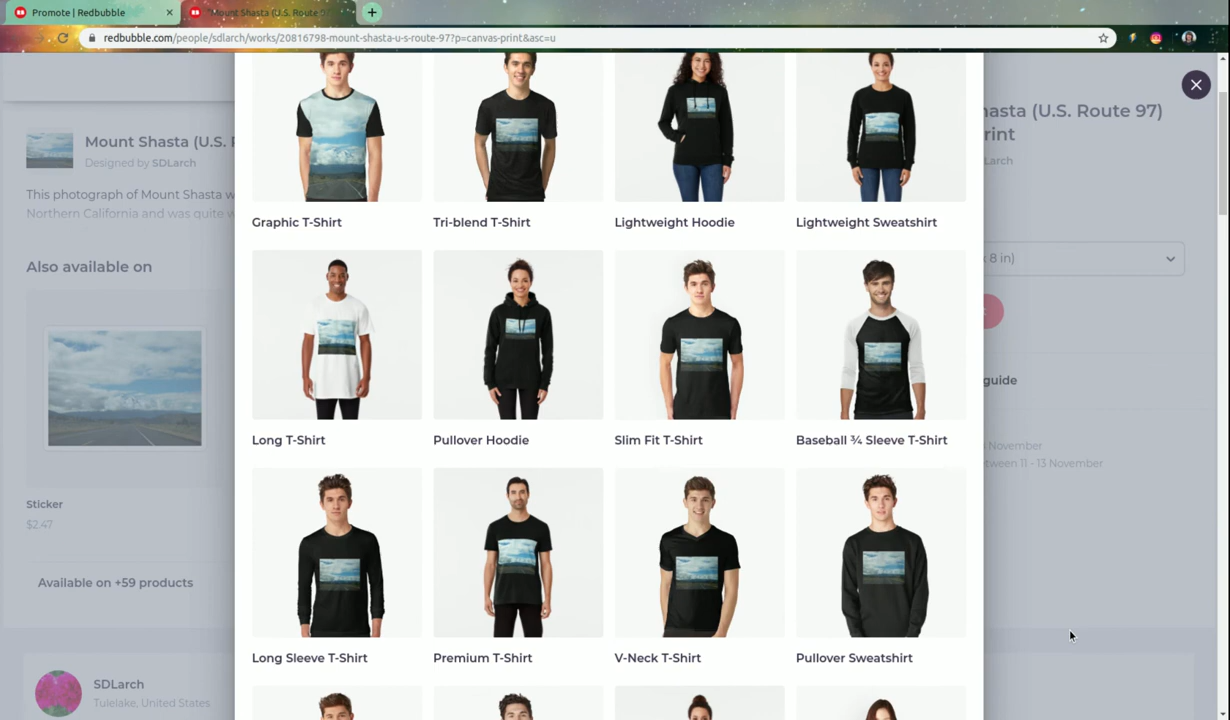 Promote | Redbubble
"Mount Shasta (U.S. Route 97
redbubble.com/people/sdlarch/works/20816798-mount-shasta-u-s-route-97?p=canvas-print&asc=u
Mount Shasta (U.S. R
Designed by SDLarch
This photograph of Mount Shasta w
Northern California and was quite w
Also available on
Sticker
$2.47
Available on +59 products
SDLarch
Tulelake, United States
Graphic T-Shirt
Tri-blend T-Shirt
Lightweight Hoodie
Lightweight Sweatshirt
Long T-Shirt
Pullover Hoodie
Slim Fit T-Shirt
Baseball ¾ Sleeve T-Shirt
Long Sleeve T-Shirt
Premium T-Shirt
V-Neck T-Shirt
Pullover Sweatshirt
hasta (U.S. Route 97)
rint
Larch
8 in)
guide
November
tween 11 - 13 November